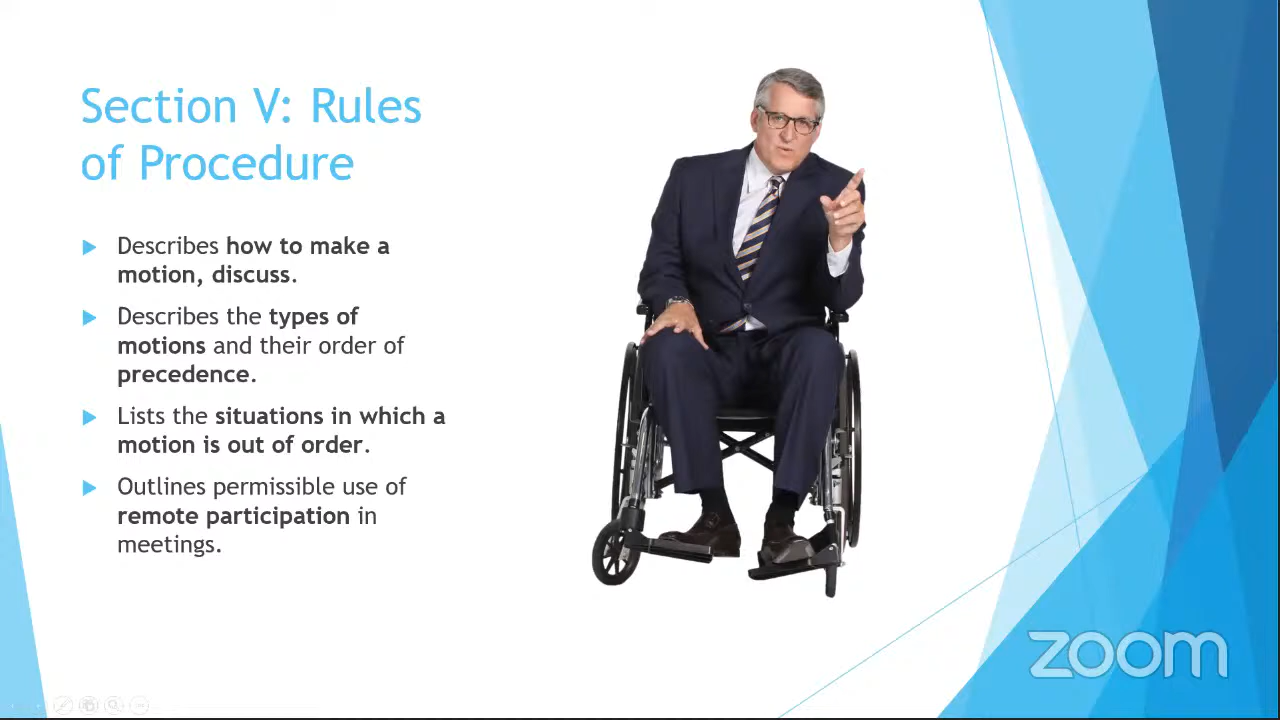 Section V: Rules
of Procedure
Describes how to make a
motion, discuss.
Describes the types of
motions and their order of
precedence.
Lists the situations in which a
motion is out of order.
Outlines permissible use of
remote participation in
meetings.
zoom